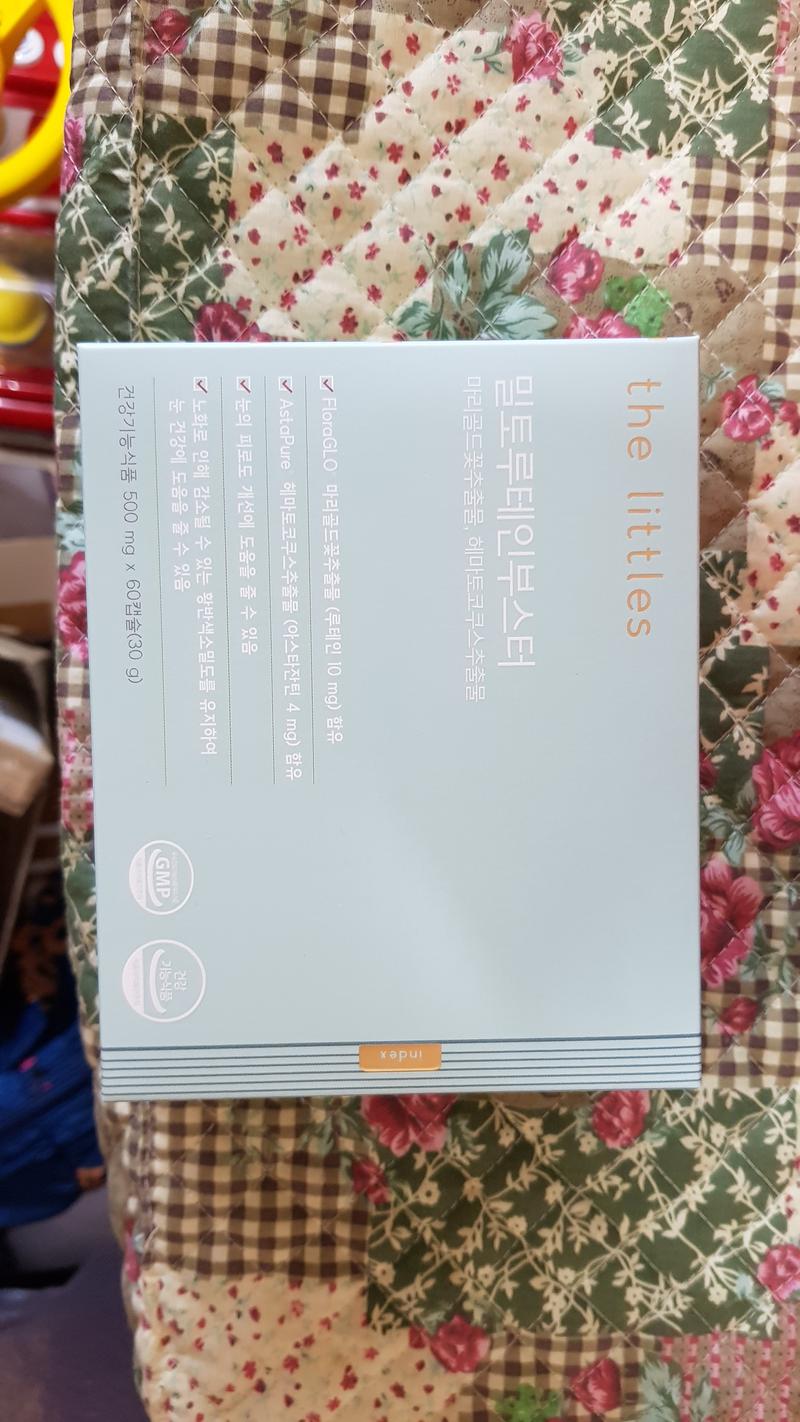 the littles
밀토루테인부스터
마리골드꽃추출물, 헤마토코쿠스추출물
FloraGLO 마리골드꽃추출물 (루테인 10 mg) 함유
AstaPure 헤마토코쿠스추출물 (아스타잔틴 4 mg) 함유
눈의 피로도 개선에 도움을 줄 수 있음
노화로 인해 감소될 수 있는 황반색소밀도를 유지하여
눈 건강에 도움을 줄 수 있음
건강기능식품 500 mg x 60캡슐(30 g)
GMP
건강
기능식품
index